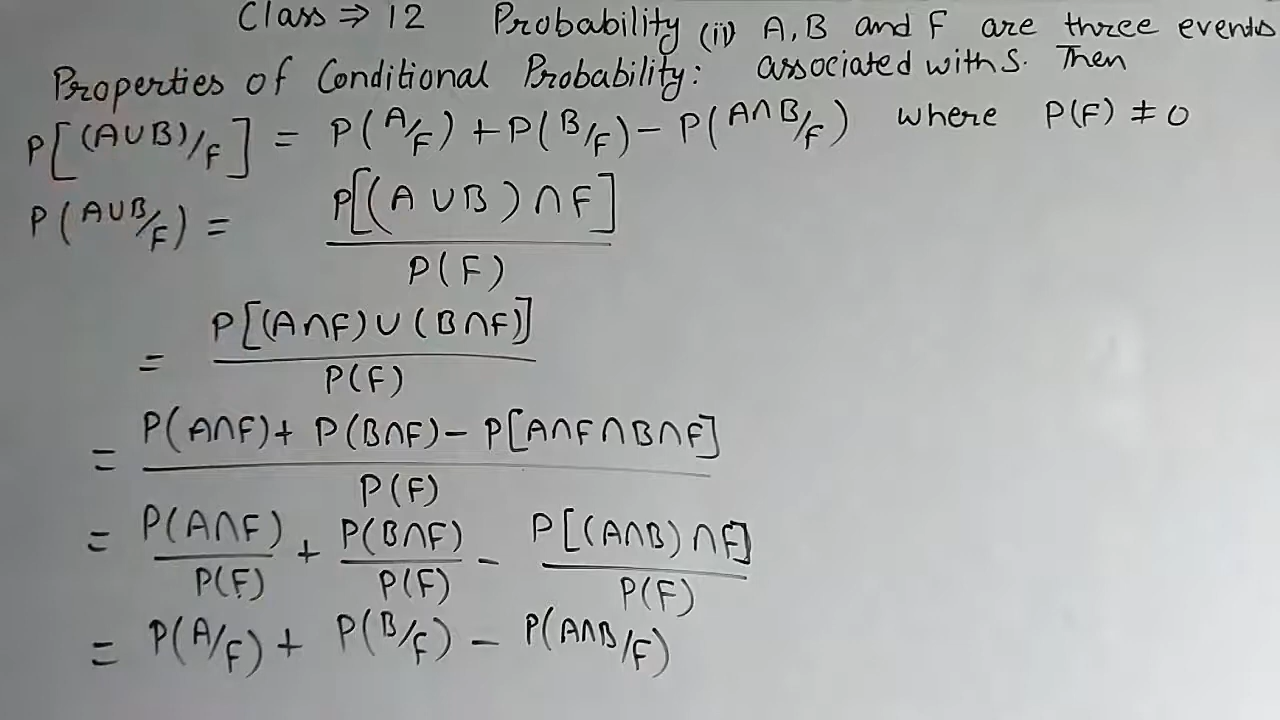 Class ⇒ 12 Probability (ii) A, B and F are three events
Properties of Conditional Probability: associated with S. Then
P[(A∪B)/F] = P(A/F) + P(B/F) - P(A∩B/F) where P(F) ≠ 0
P(A∪B/F) = P[(A∪B)∩F]
P(F)
= P[(A∩F)∪(B∩F)]
P(F)
= P(A∩F) + P(B∩F) - P[A∩F∩B∩F]
P(F)
= P(A∩F) + P(B∩F) - P[(A∩B)∩F]
P(F) P(F) P(F)
= P(A/F) + P(B/F) - P(A∩B/F)